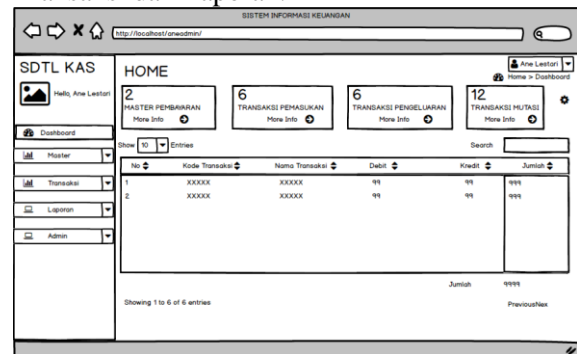 SISTEM INFORMASI KEUANGAN
http://localhost/aneadmin/
SDTL KAS
Hello, Ane Lestari
Dashboard
Master
Transaksi
Laporan
Admin
HOME
Ane Lestari
Home > Dashboard
2
MASTER PEMBAYARAN
More Info
6
TRANSAKSI PEMASUKAN
More Info
6
TRANSAKSI PENGELUARAN
More Info
12
TRANSAKSI MUTASI
More Info
Show 10 Entries
Search
No Kode Transaksi Nama Transaksi Debit Kredit Jumlah
1 XXXXX XXXXX 99 99 999
2 XXXXX XXXXX 99 99 999
Jumlah 9999
Showing 1 to 6 of 6 entries
PreviousNex